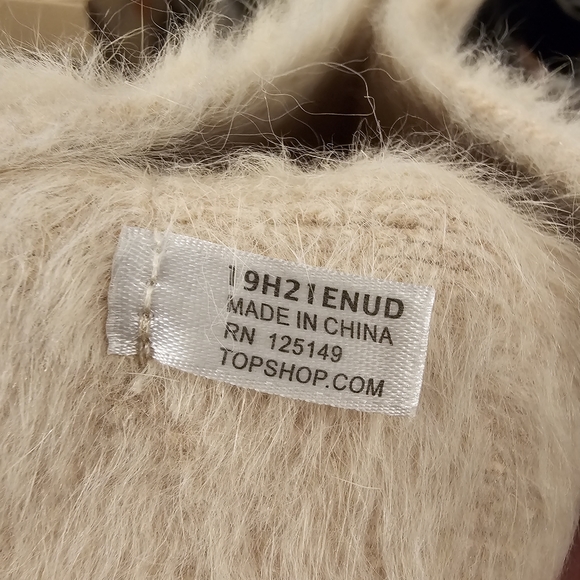 19H21ENUD
MADE IN CHINA
RN 125149
TOPSHOP.COM